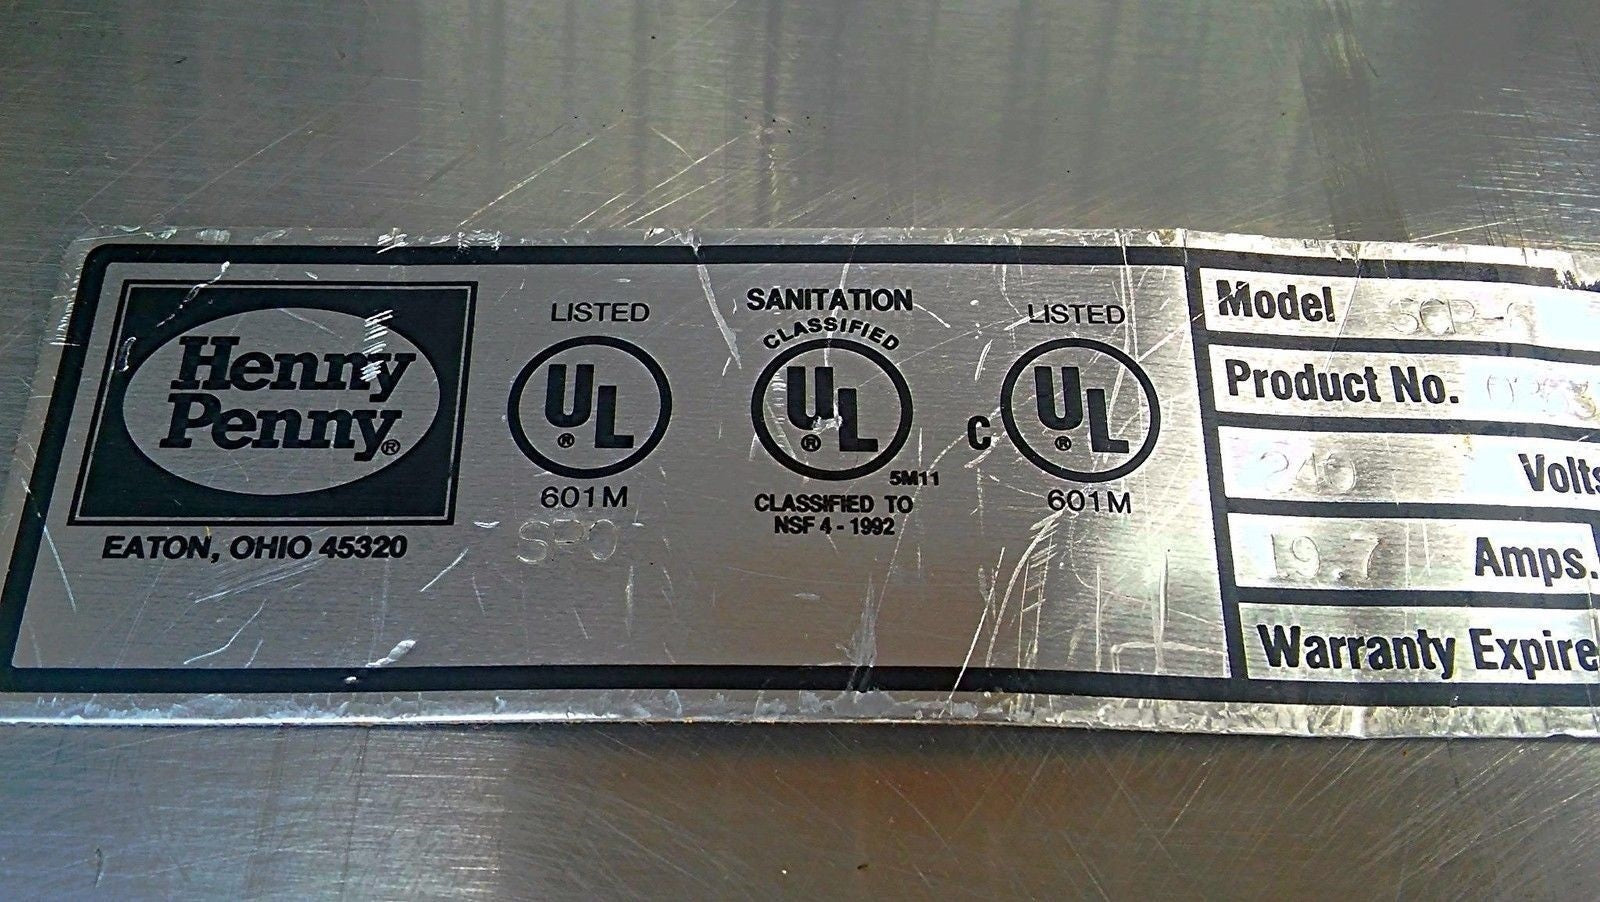 Henny
Penny®
EATON, OHIO 45320
LISTED
UL®
601M
SPO
SANITATION
CLASSIFIED
UL®
5M11
CLASSIFIED TO
NSF 4 - 1992
LISTED
C UL®
601M
Model
Product No.
240 Volts
19.7 Amps.
Warranty Expire